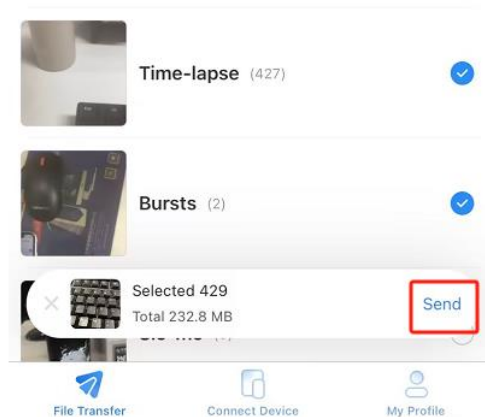 Time-lapse (427)
Bursts (2)
Selected 429
Total 232.8 MB
Send
File Transfer
Connect Device
My Profile